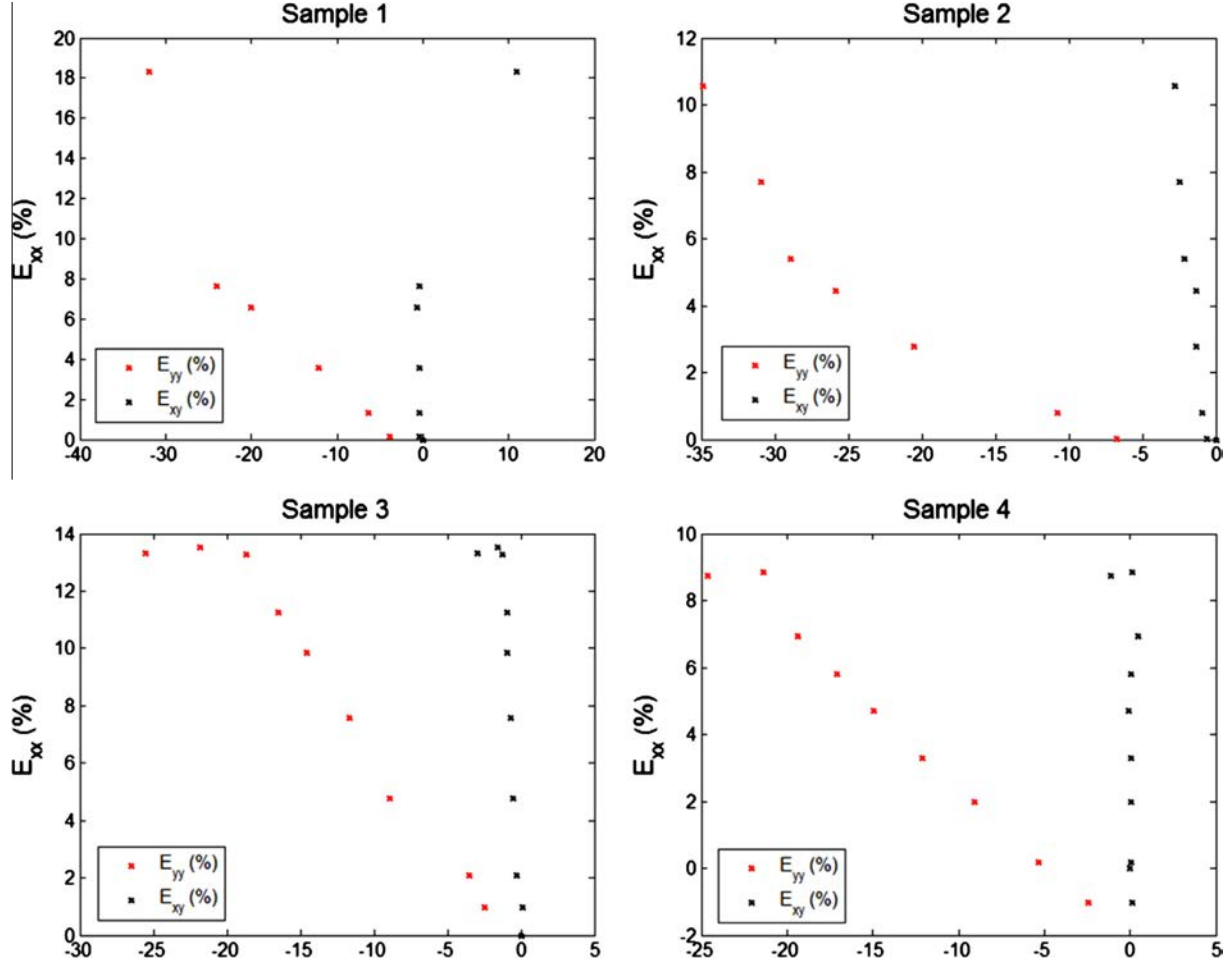 Sample 1
20
18
16
14
12
10
8
6
4
2
0
E_xx (%)
E_yy (%)
E_xy (%)
-40 -30 -20 -10 0 10 20
Sample 2
12
10
8
6
4
2
0
E_xx (%)
E_yy (%)
E_xy (%)
-35 -30 -25 -20 -15 -10 -5 0
Sample 3
14
12
10
8
6
4
2
0
E_xx (%)
E_yy (%)
E_xy (%)
-30 -25 -20 -15 -10 -5 0 5
Sample 4
10
8
6
4
2
0
-2
E_xx (%)
E_yy (%)
E_xy (%)
-25 -20 -15 -10 -5 0 5